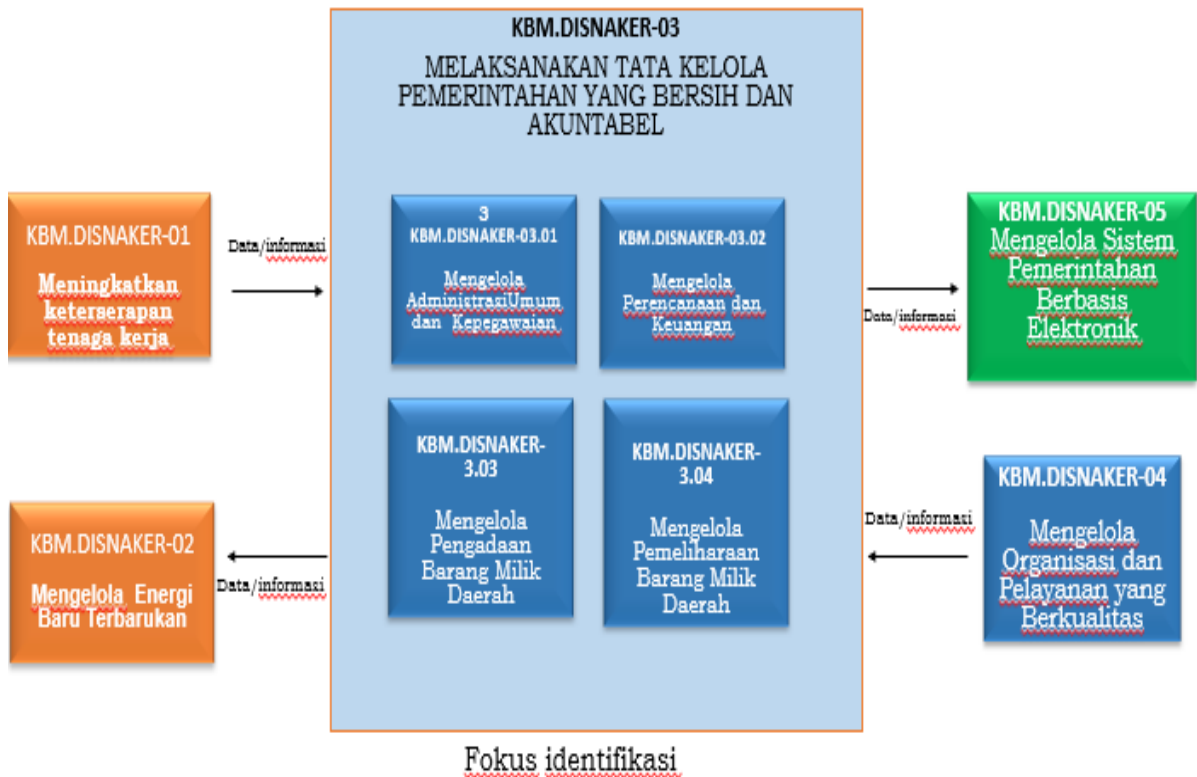 KBM.DISNAKER-03
MELAKSANAKAN TATA KELOLA
PEMERINTAHAN YANG BERSIH DAN
AKUNTABEL
KBM.DISNAKER-01
Meningkatkan
keterserapan
tenaga kerja
Data/informasi
3
KBM.DISNAKER-03.01
Mengelola
AdministrasiUmum
dan Kepegawaian
KBM.DISNAKER-03.02
Mengelola
Perencanaan dan
Keuangan
Data/informasi
KBM.DISNAKER-05
Mengelola Sistem
Pemerintahan
Berbasis
Elektronik
KBM.DISNAKER-02
Mengelola Energi
Baru Terbarukan
Data/informasi
KBM.DISNAKER-
3.03
Mengelola
Pengadaan
Barang Milik
Daerah
KBM.DISNAKER-
3.04
Mengelola
Pemeliharaan
Barang Milik
Daerah
Data/informasi
KBM.DISNAKER-04
Mengelola
Organisasi dan
Pelayanan yang
Berkualitas
Fokus identifikasi